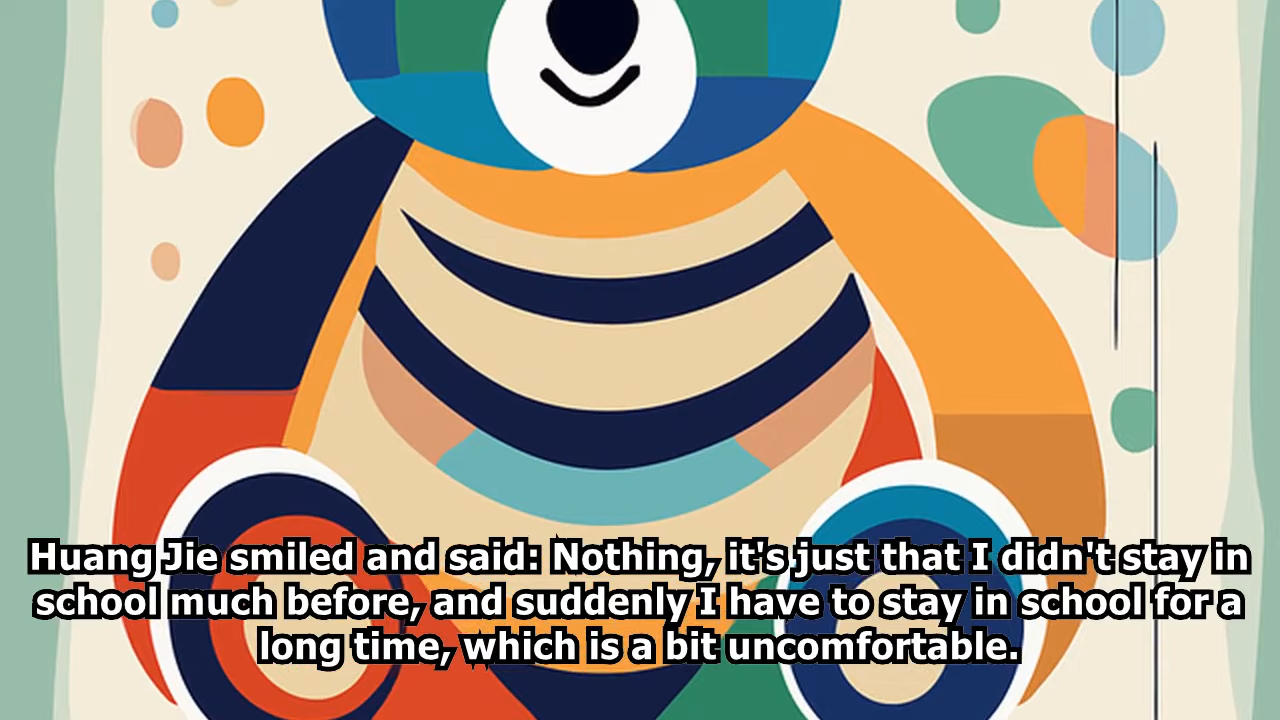 Huang Jie smiled and said: Nothing, it's just that I didn't stay in
school much before, and suddenly I have to stay in school for a
long time, which is a bit uncomfortable.